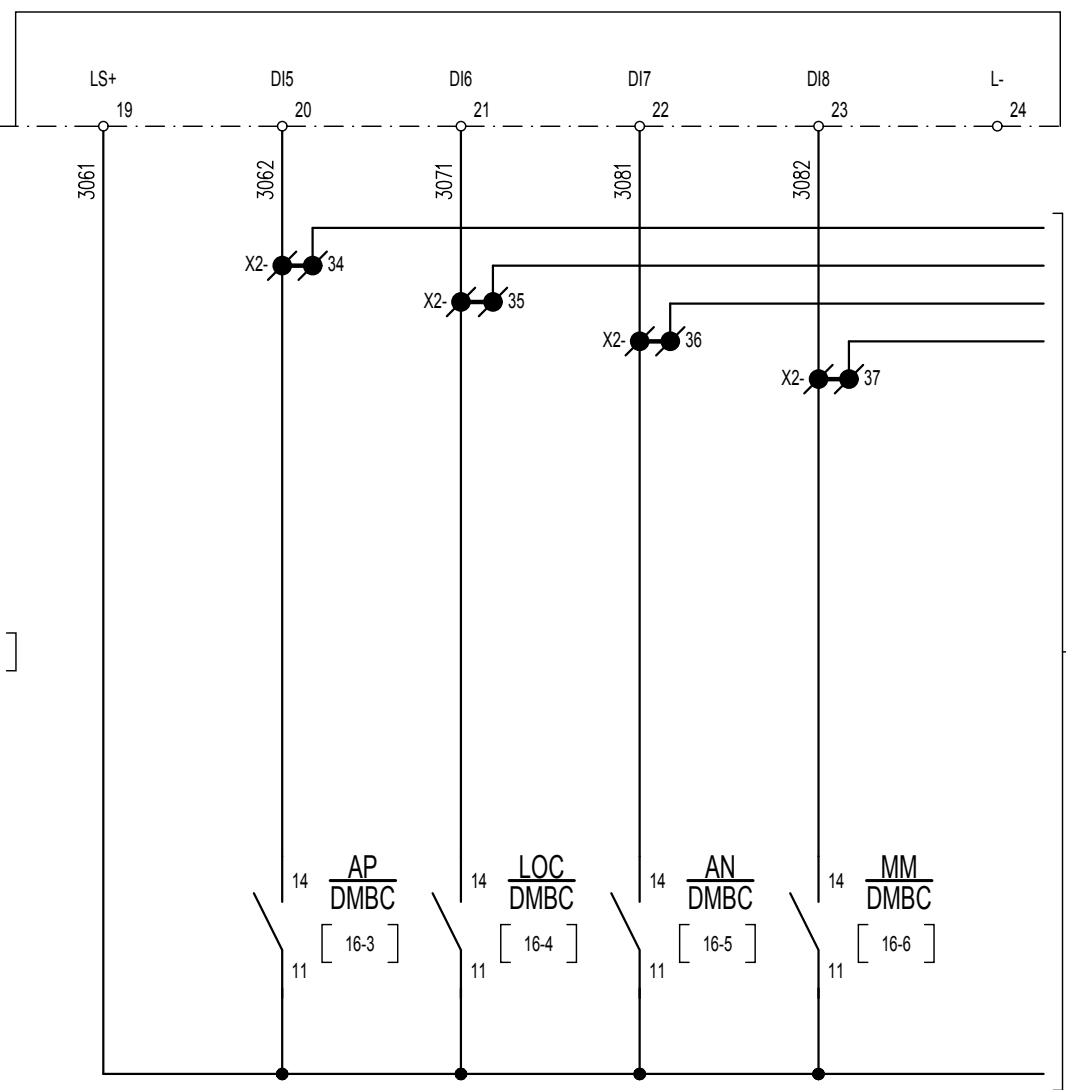 LS+ DI5 DI6 DI7 DI8 L-
19 20 21 22 23 24
3061 3062 3071 3081 3082
X2- 34
X2- 35
X2- 36
X2- 37
14 AP 14 LOC 14 AN 14 MM
DMBC DMBC DMBC DMBC
16-3 16-4 16-5 16-6
11 11 11 11